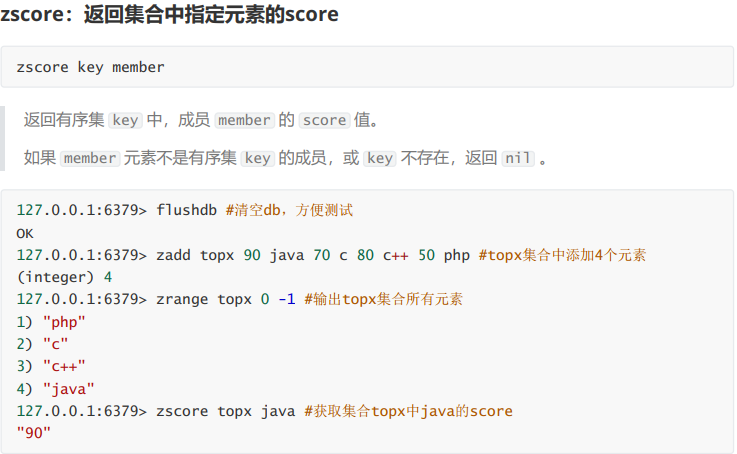 zscore：返回集合中指定元素的score
zscore key member
返回有序集 key 中，成员 member 的 score 值。
如果 member 元素不是有序集 key 的成员，或 key 不存在，返回 nil 。
127.0.0.1:6379> flushdb #清空db，方便测试
OK
127.0.0.1:6379> zadd topx 90 java 70 c 80 c++ 50 php #topx集合中添加4个元素
(integer) 4
127.0.0.1:6379> zrange topx 0 -1 #输出topx集合所有元素
1) "php"
2) "c"
3) "c++"
4) "java"
127.0.0.1:6379> zscore topx java #获取集合topx中java的score
"90"